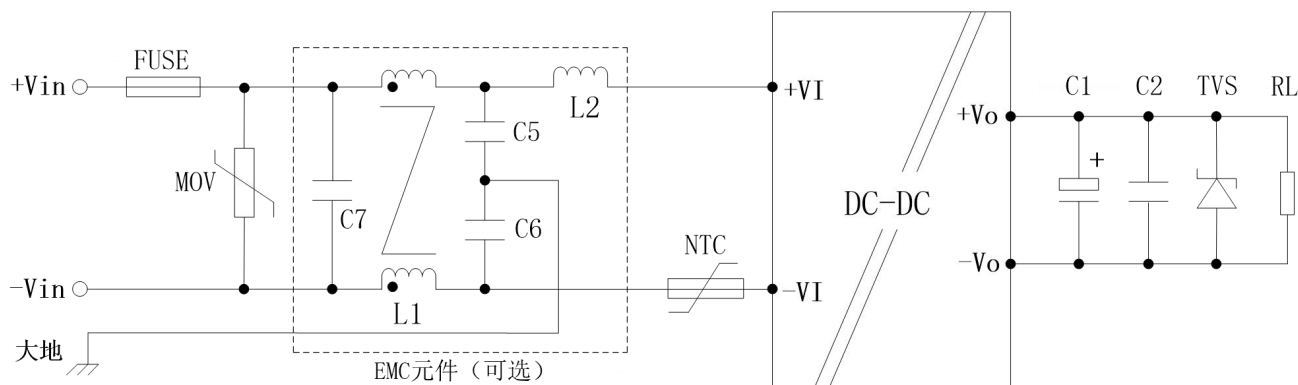 FUSE
+Vin
MOV
C7
C5
C6
L2
L1
-Vin
大地
EMC元件（可选）
NTC
+VI
-VI
DC-DC
+Vo
-Vo
C1
+
C2
TVS
RL